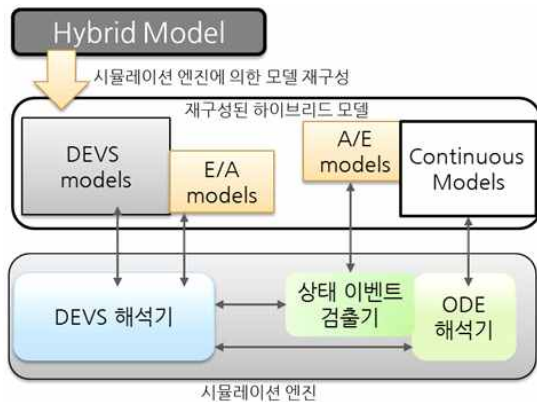 Hybrid Model
시뮬레이션 엔진에 의한 모델 재구성
재구성된 하이브리드 모델
DEVS
models
E/A
models
A/E
models
Continuous
Models
DEVS 해석기
상태 이벤트
검출기
ODE
해석기
시뮬레이션 엔진